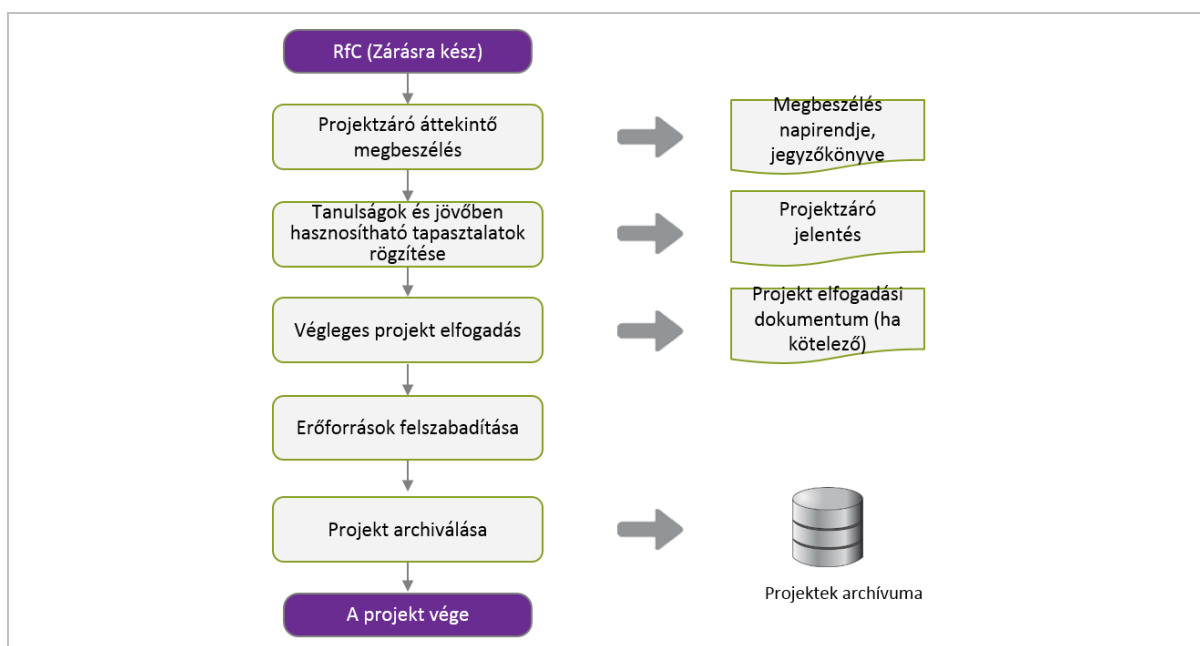 RfC (Zárásra kész)
Projektzáró áttekintő
megbeszélés
Megbeszélés
napirendje,
jegyzőkönyve
Tanulságok és jövőben
hasznosítható tapasztalatok
rögzítése
Projektzáró
jelentés
Végleges projekt elfogadás
Projekt elfogadási
dokumentum (ha
kötelező)
Erőforrások felszabadítása
Projekt archiválása
Projektek archívuma
A projekt vége